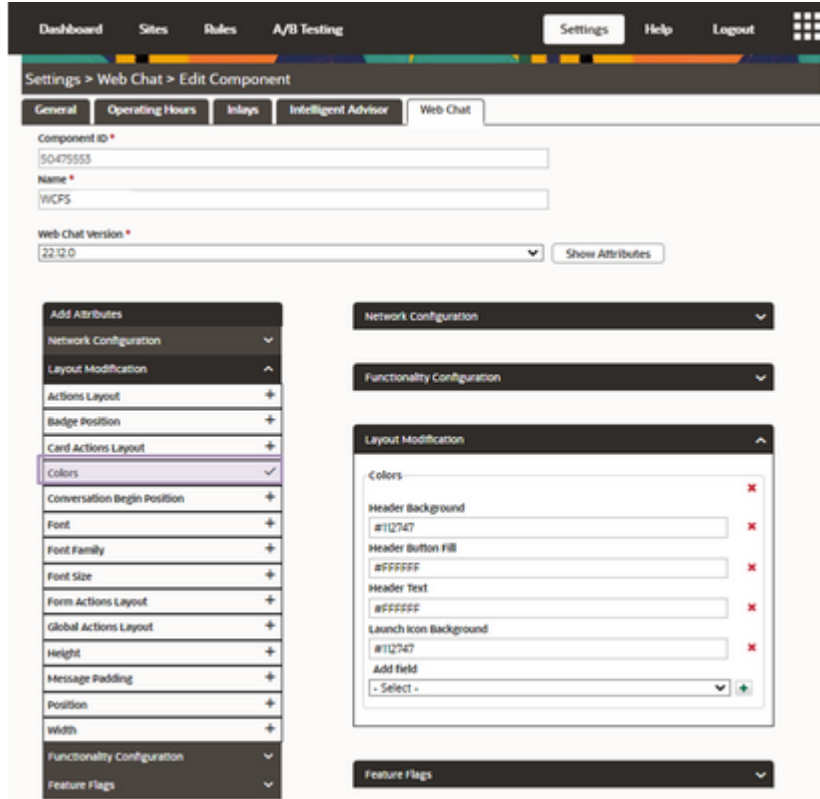 Dashboard Sites Rules A/B Testing Settings Help Logout
Settings > Web Chat > Edit Component
General Operating Hours Inlays Intelligent Advisor Web Chat
Component ID *
50475553
Name *
WCFS
Web Chat Version *
22.12.0 Show Attributes
Add Attributes
Network Configuration
Layout Modification
Actions Layout
Badge Position
Card Actions Layout
Colors
Conversation Begin Position
Font
Font Family
Font Size
Form Actions Layout
Global Actions Layout
Height
Message Padding
Position
Width
Functionality Configuration
Feature Flags
Network Configuration
Functionality Configuration
Layout Modification
Colors
Header Background
#112747
Header Button Fill
#FFFFFF
Header Text
#FFFFFF
Launch Icon Background
#112747
Add field
- Select -
Feature Flags